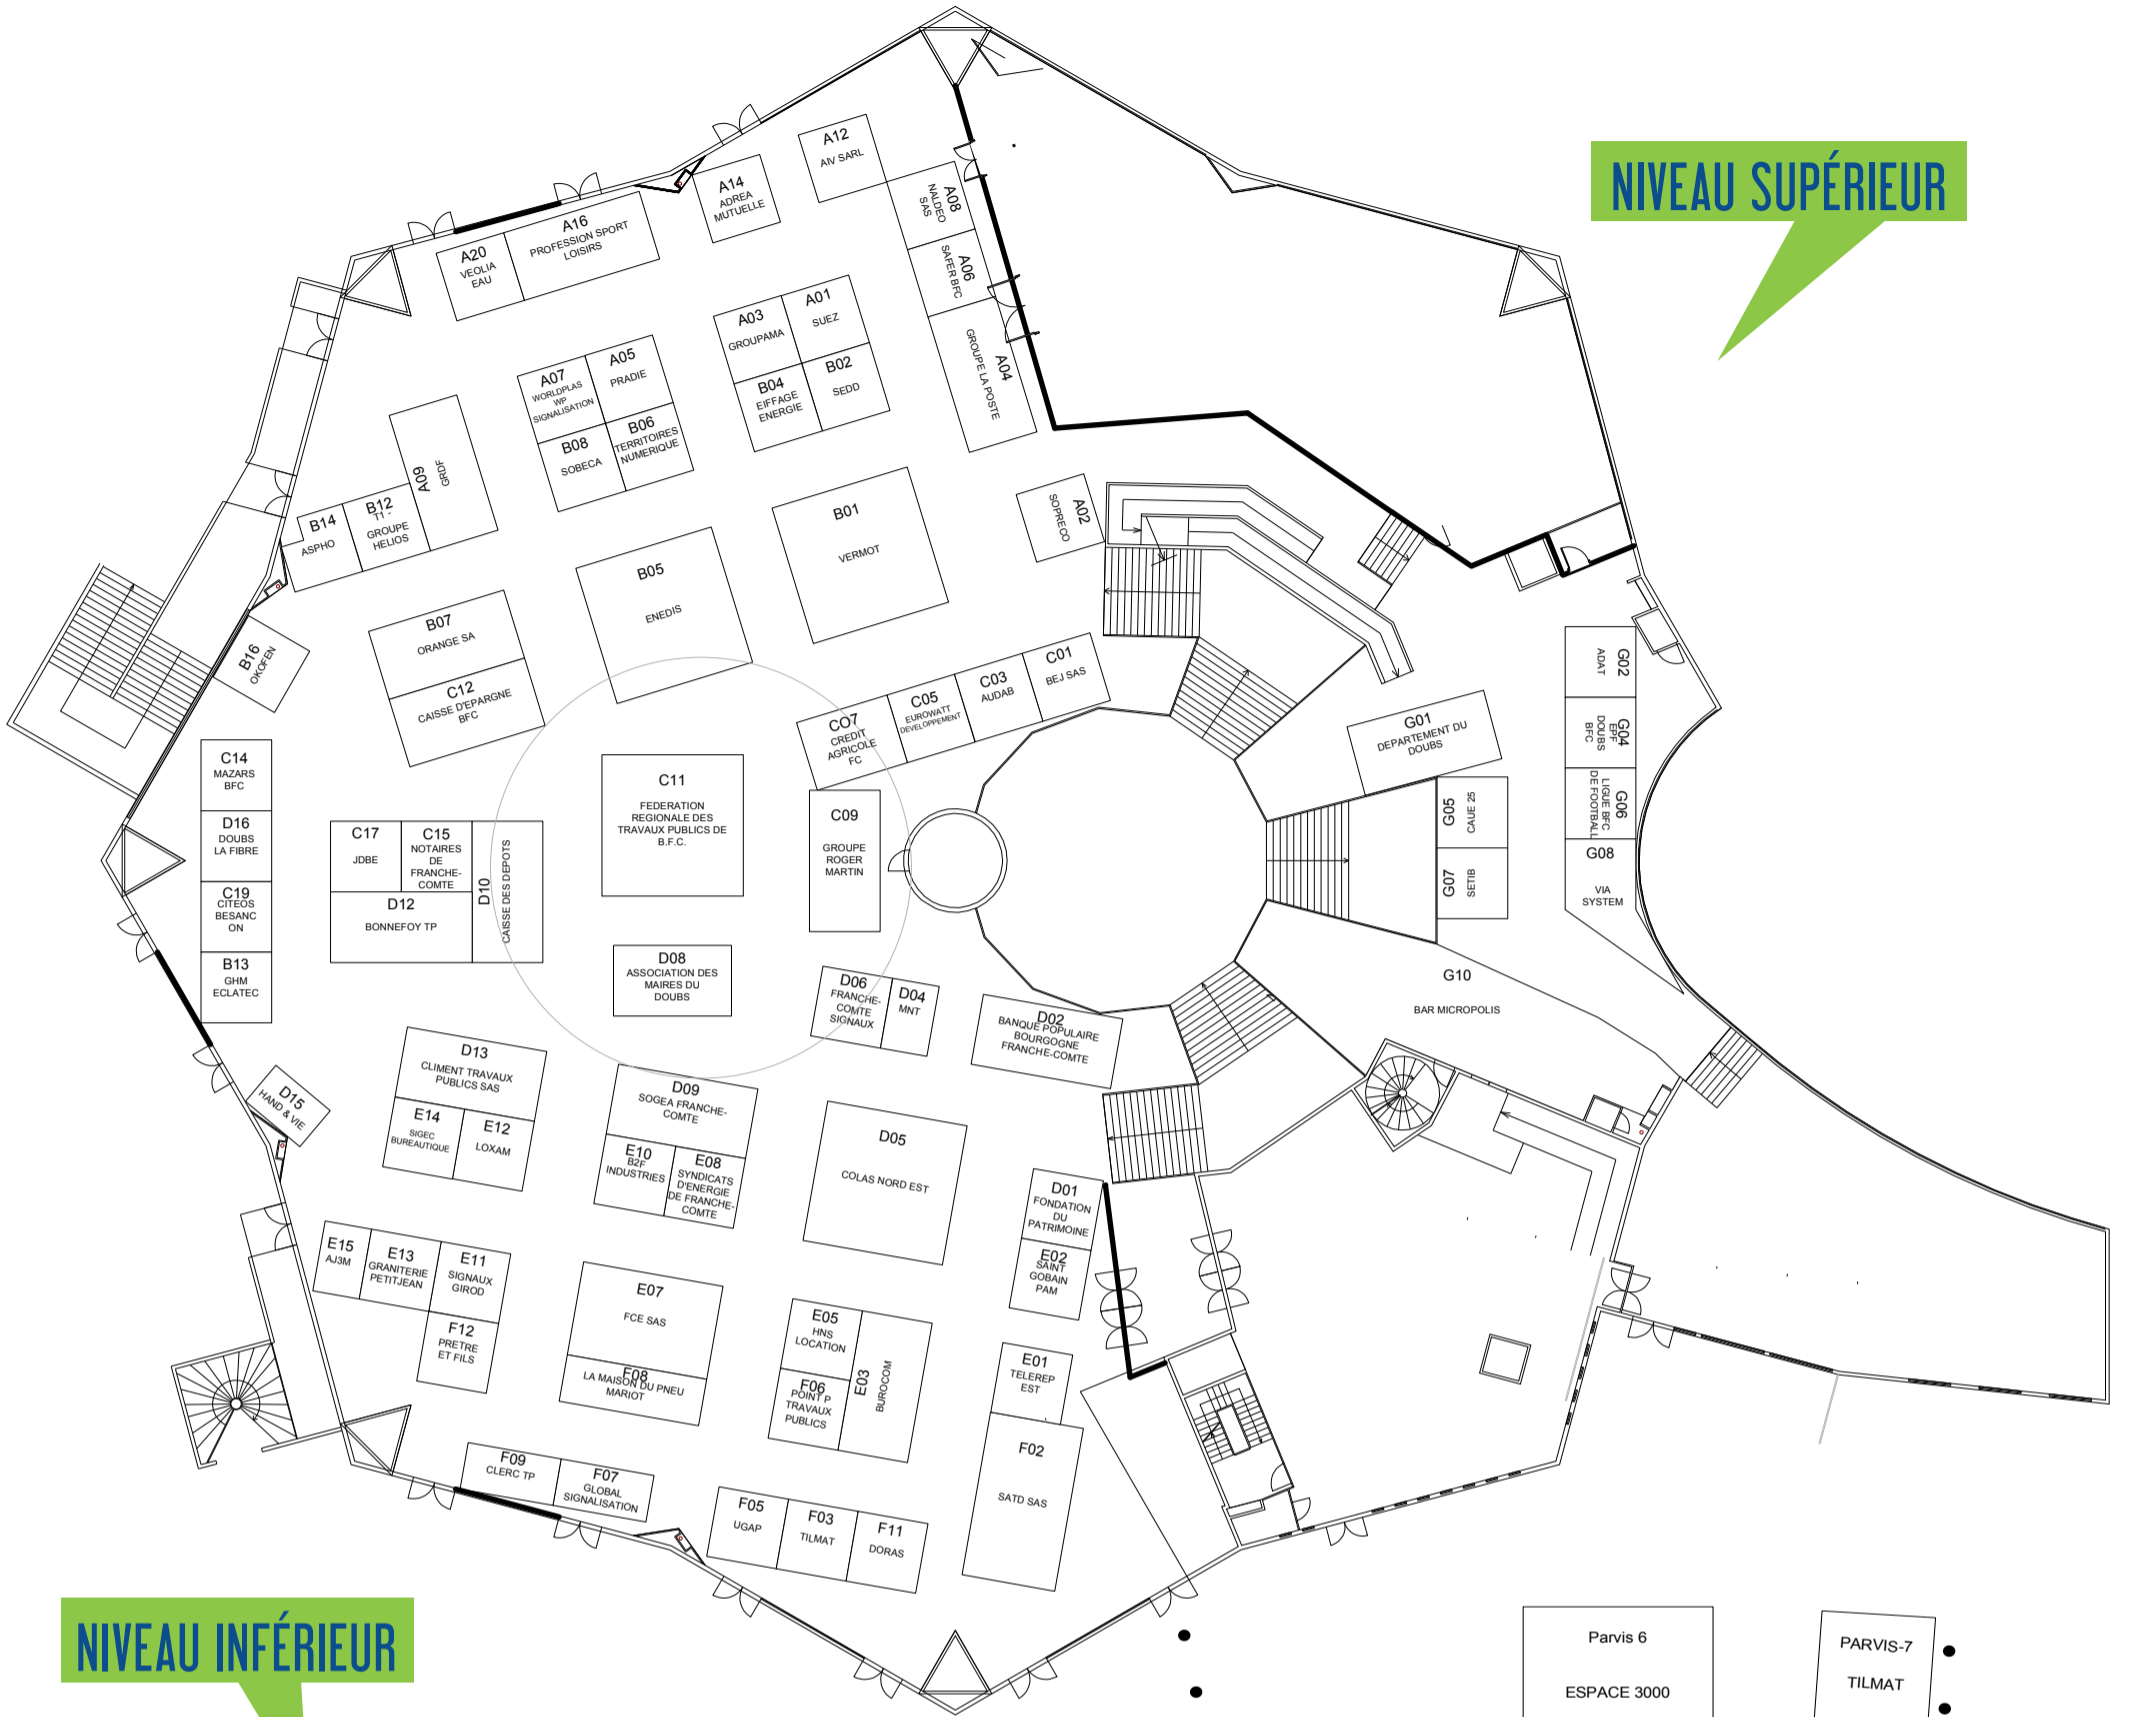 NIVEAU SUPÉRIEUR
A12
AIV SARL
A14
ADREA
MUTUELLE
A08
NALDEO
SAS
A06
SAFER BFC
A04
GROUPE LA POSTE
A16
PROFESSION SPORT
LOISIRS
A20
VEOLIA
EAU
A01
SUEZ
A03
GROUPAMA
B02
SEDD
B04
EIFFAGE
ENERGIE
A05
PRADIE
A07
WORLDPLAS
WP
SIGNALISATION
B06
TERRITOIRES
NUMERIQUE
B08
SOBECA
A09
GRDF
B12
T1 -
GROUPE
HELIOS
B14
ASPHO
B01
VERMOT
A02
SOPRECO
B05
ENEDIS
B07
ORANGE SA
C12
CAISSE D'EPARGNE
BFC
B16
OKOFEN
C01
BEJ SAS
C03
AUDAB
C05
EUROWATT
DEVELOPPEMENT
CO7
CREDIT
AGRICOLE
FC
G02
ADAT
G04
EPF
DOUBS
BFC
G06
LIGUE BFC
DE FOOTBALL
G08
VIA
SYSTEM
G01
DEPARTEMENT DU
DOUBS
G05
CAUE 25
G07
SETIB
G10
BAR MICROPOLIS
C14
MAZARS
BFC
D16
DOUBS
LA FIBRE
C19
CITEOS
BESANC
ON
B13
GHM
ECLATEC
C17
JDBE
C15
NOTAIRES
DE
FRANCHE-
COMTE
D10
CAISSE DES DEPOTS
D12
BONNEFOY TP
C11
FEDERATION
REGIONALE DES
TRAVAUX PUBLICS DE
B.F.C.
C09
GROUPE
ROGER
MARTIN
D08
ASSOCIATION DES
MAIRES DU
DOUBS
D06
FRANCHE-
COMTE
SIGNAUX
D04
MNT
D02
BANQUE POPULAIRE
BOURGOGNE
FRANCHE-COMTE
D13
CLIMENT TRAVAUX
PUBLICS SAS
E14
SIGEC
BUREAUTIQUE
E12
LOXAM
D15
HAND & VIE
D09
SOGEA FRANCHE-
COMTE
E10
B2F
INDUSTRIES
E08
SYNDICATS
D'ENERGIE
DE FRANCHE-
COMTE
D05
COLAS NORD EST
D01
FONDATION
DU
PATRIMOINE
E02
SAINT
GOBAIN
PAM
E15
AJ3M
E13
GRANITERIE
PETITJEAN
E11
SIGNAUX
GIROD
F12
PRETRE
ET FILS
E07
FCE SAS
F08
LA MAISON DU PNEU
MARIOT
E05
HNS
LOCATION
E03
BUROCOM
F06
POINT P
TRAVAUX
PUBLICS
E01
TELEREP
EST
F02
SATD SAS
F09
CLERC TP
F07
GLOBAL
SIGNALISATION
F05
UGAP
F03
TILMAT
F11
DORAS
NIVEAU INFÉRIEUR
Parvis 6
ESPACE 3000
PARVIS-7
TILMAT